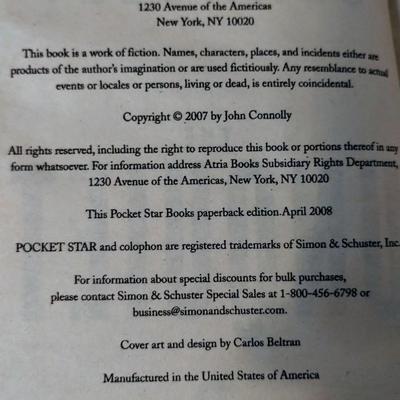 1230 Avenue of the Americas
New York, NY 10020
This book is a work of fiction. Names, characters, places, and incidents either are
products of the author's imagination or are used fictitiously. Any resemblance to actual
events or locales or persons, living or dead, is entirely coincidental.
Copyright © 2007 by John Connolly
All rights reserved, including the right to reproduce this book or portions thereof in any
form whatsoever. For information address Atria Books Subsidiary Rights Department,
1230 Avenue of the Americas, New York, NY 10020
This Pocket Star Books paperback edition.April 2008
POCKET STAR and colophon are registered trademarks of Simon & Schuster, Inc.
For information about special discounts for bulk purchases,
please contact Simon & Schuster Special Sales at 1-800-456-6798 or
business@simonandschuster.com.
Cover art and design by Carlos Beltran
Manufactured in the United States of America